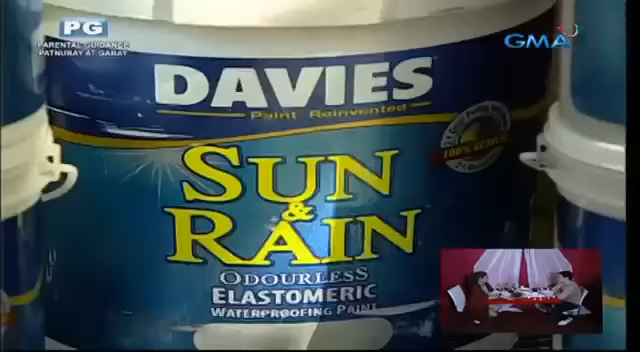 PG
PARENTAL GUIDANCE
PATNUBAY AT GABAY
GMA
DAVIES
Paint Reinvented
SUN
&
RAIN
100% ACRYLIC
ODOURLESS
ELASTOMERIC
WATERPROOFING PAINT